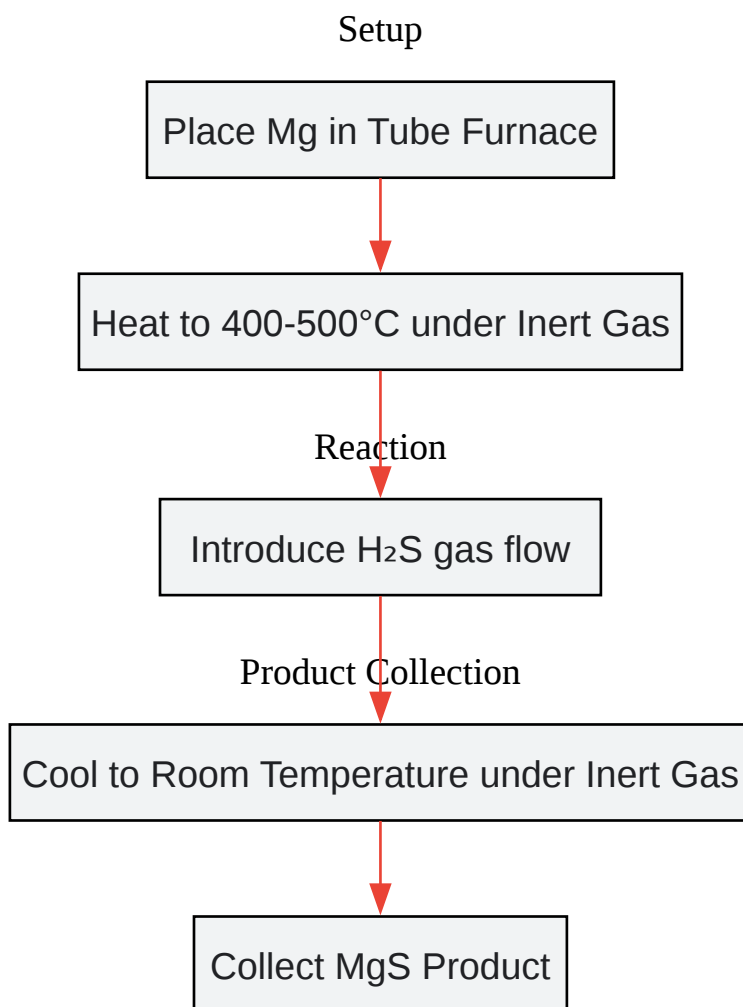 Setup
Place Mg in Tube Furnace
Heat to 400-500°C under Inert Gas
Reaction
Introduce H₂S gas flow
Product Collection
Cool to Room Temperature under Inert Gas
Collect MgS Product